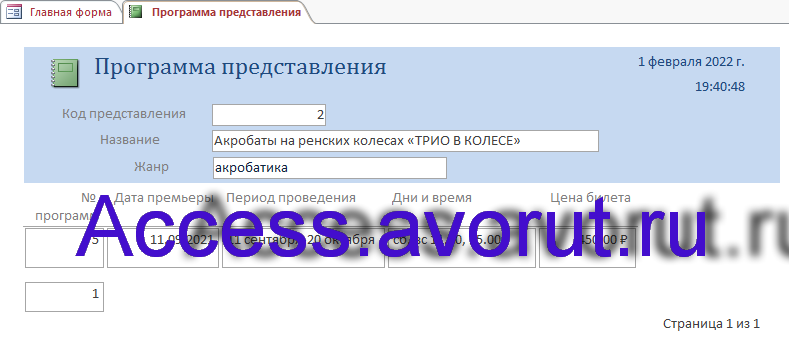 Главная форма
Программа представления
Программа представления
1 февраля 2022 г.
19:40:48
Код представления
2
Название
Акробаты на ренских колесах «ТРИО В КОЛЕСЕ»
Жанр
акробатика
№ программ
Дата премьеры
Период проведения
Дни и время
Цена билета
5
11.09.2021
11 сентября 20 октября
450.00 ₽
Access.avorut.ru
1
Страница 1 из 1